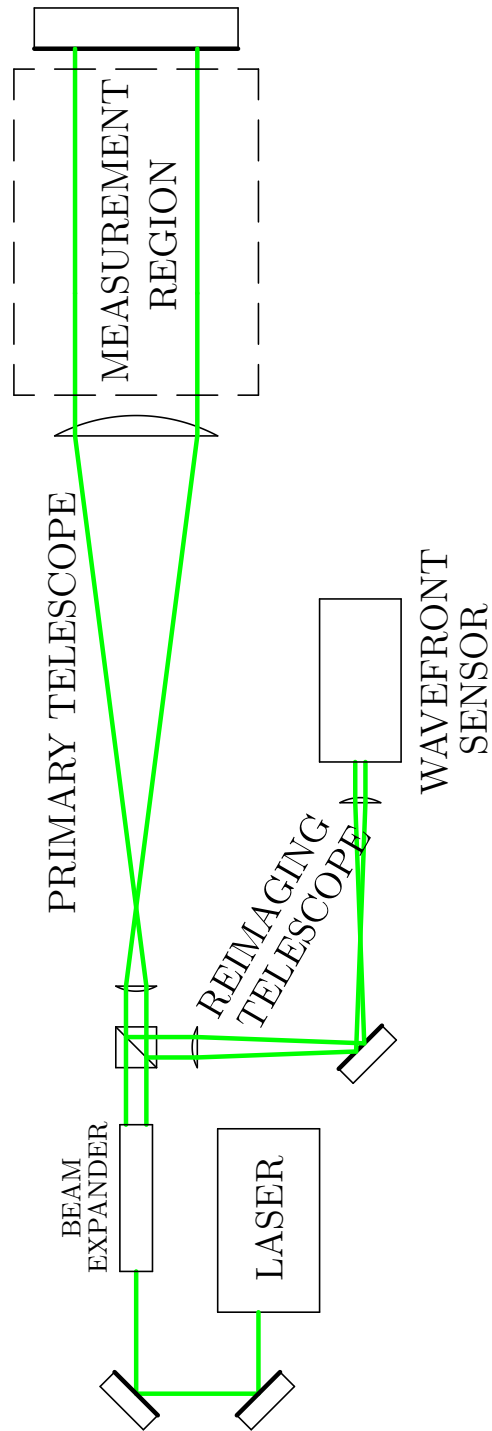 PRIMARY TELESCOPE
MEASUREMENT
REGION
BEAM
EXPANDER
REIMAGING
TELESCOPE
LASER
WAVEFRONT
SENSOR